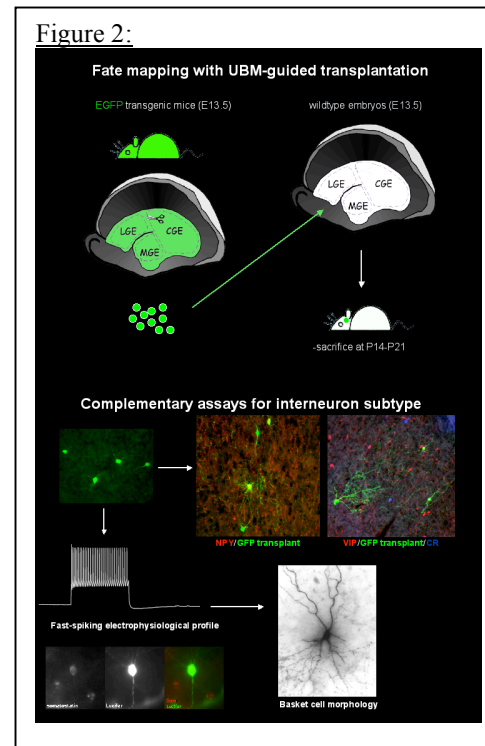 Figure 2:
Fate mapping with UBM-guided transplantation
EGFP transgenic mice (E13.5)
wildtype embryos (E13.5)
LGE
CGE
MGE
LGE
CGE
MGE
-sacrifice at P14-P21
Complementary assays for interneuron subtype
NPY/GFP transplant
VIP/GFP transplant/CR
Fast-spiking electrophysiological profile
somatostatin
Lucifer
Basket cell morphology